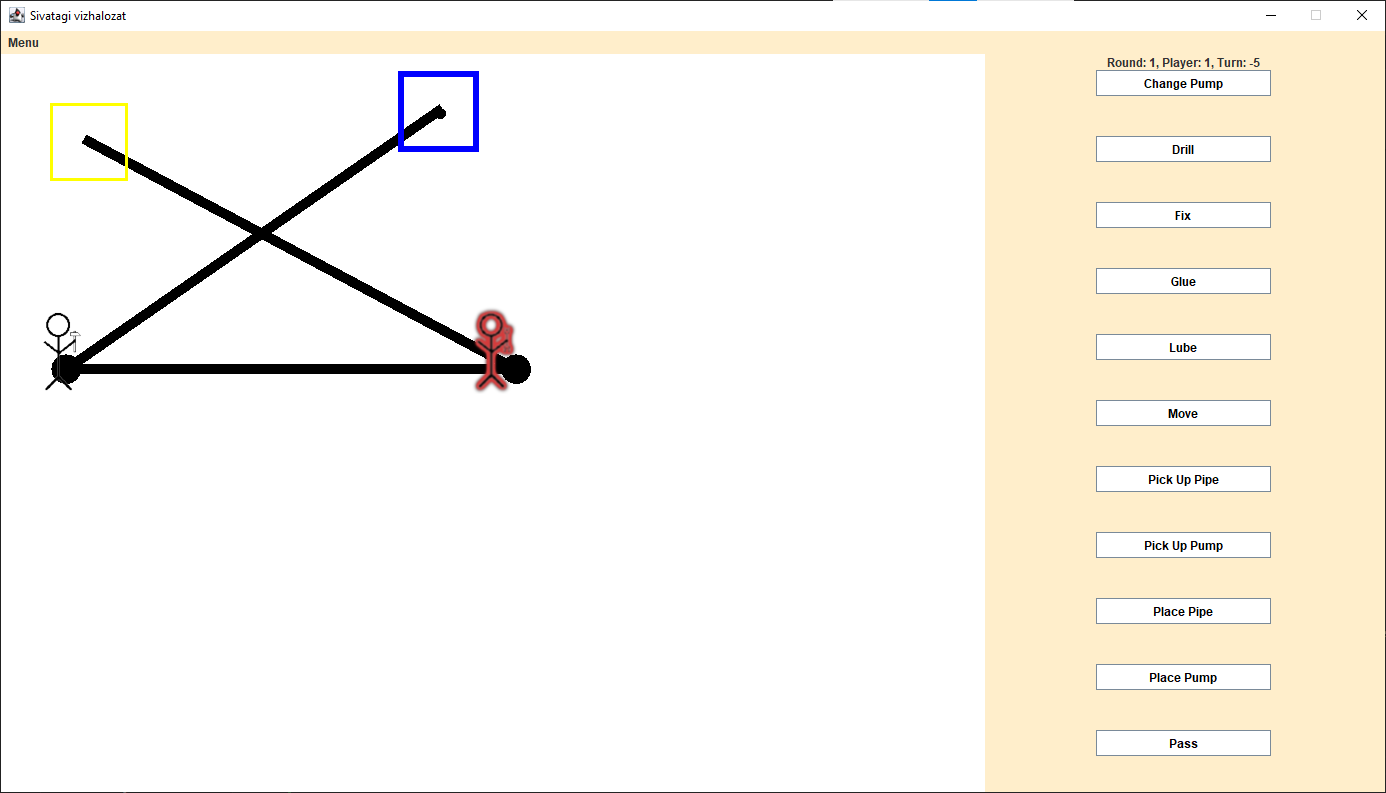 Sivatagi vizhalozat
Menu
Round: 1, Player: 1, Turn: -5
Change Pump
Drill
Fix
Glue
Lube
Move
Pick Up Pipe
Pick Up Pump
Place Pipe
Place Pump
Pass